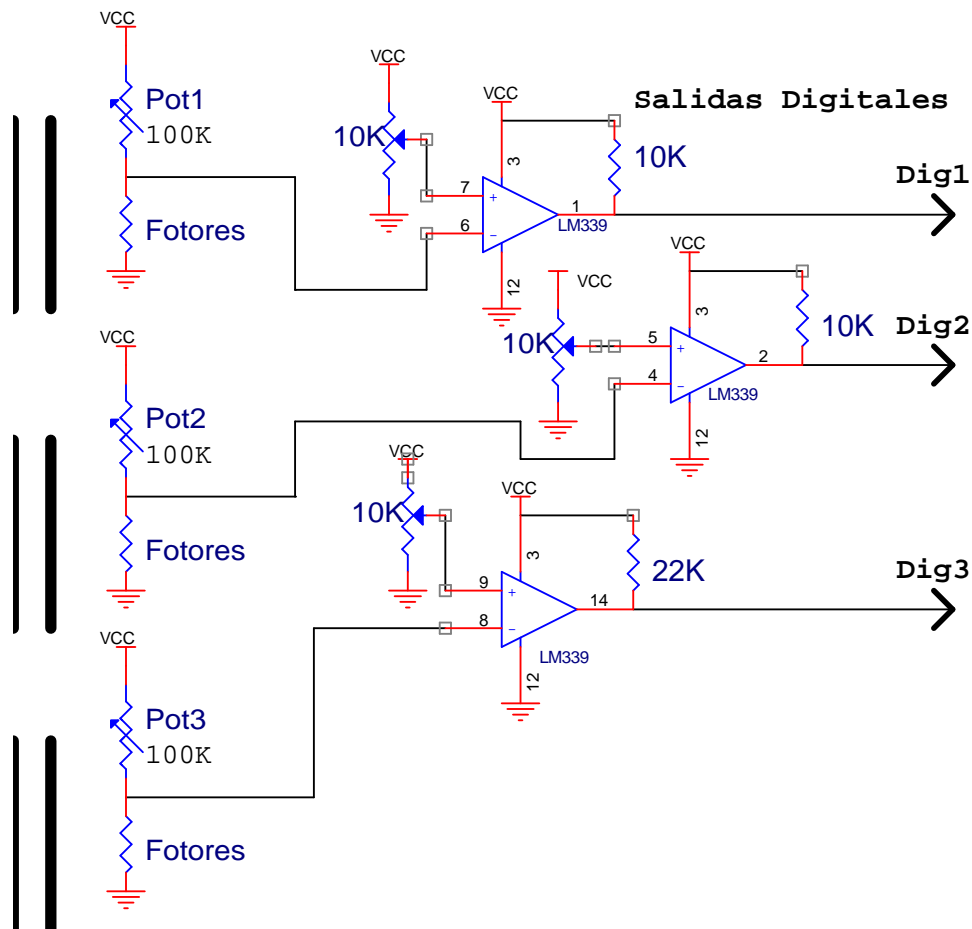 VCC
Pot1
100K
Fotores
VCC
10K
VCC
3
7
+
6
−
1
LM339
12
10K
Salidas Digitales
Dig1
VCC
Pot2
100K
Fotores
VCC
10K
VCC
3
5
+
4
−
2
LM339
12
10K
Dig2
VCC
Pot3
100K
Fotores
VCC
10K
VCC
3
9
+
8
−
14
LM339
12
22K
Dig3